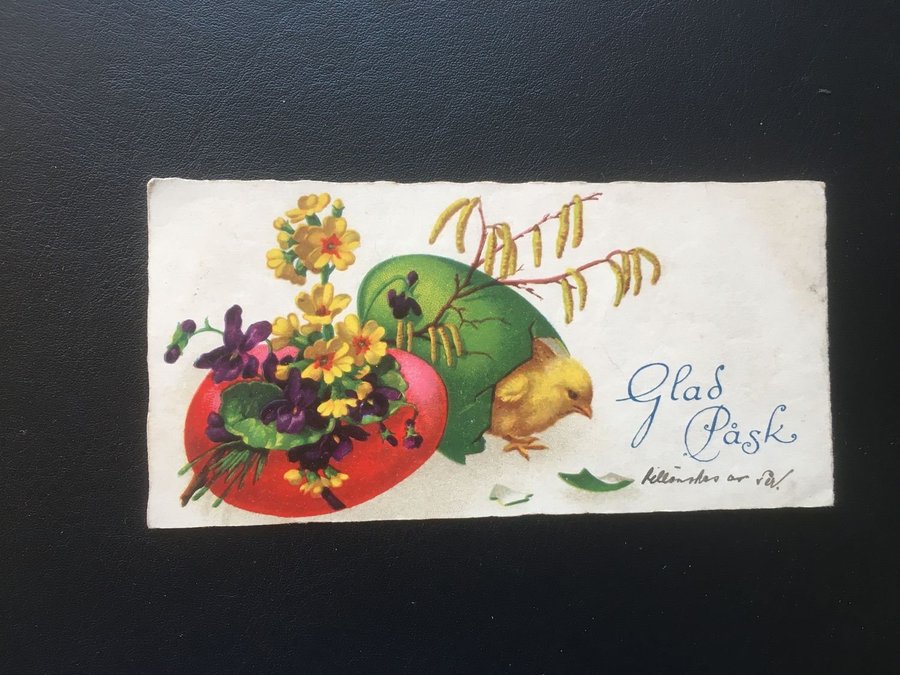 Glad
Påsk
tillönskas av